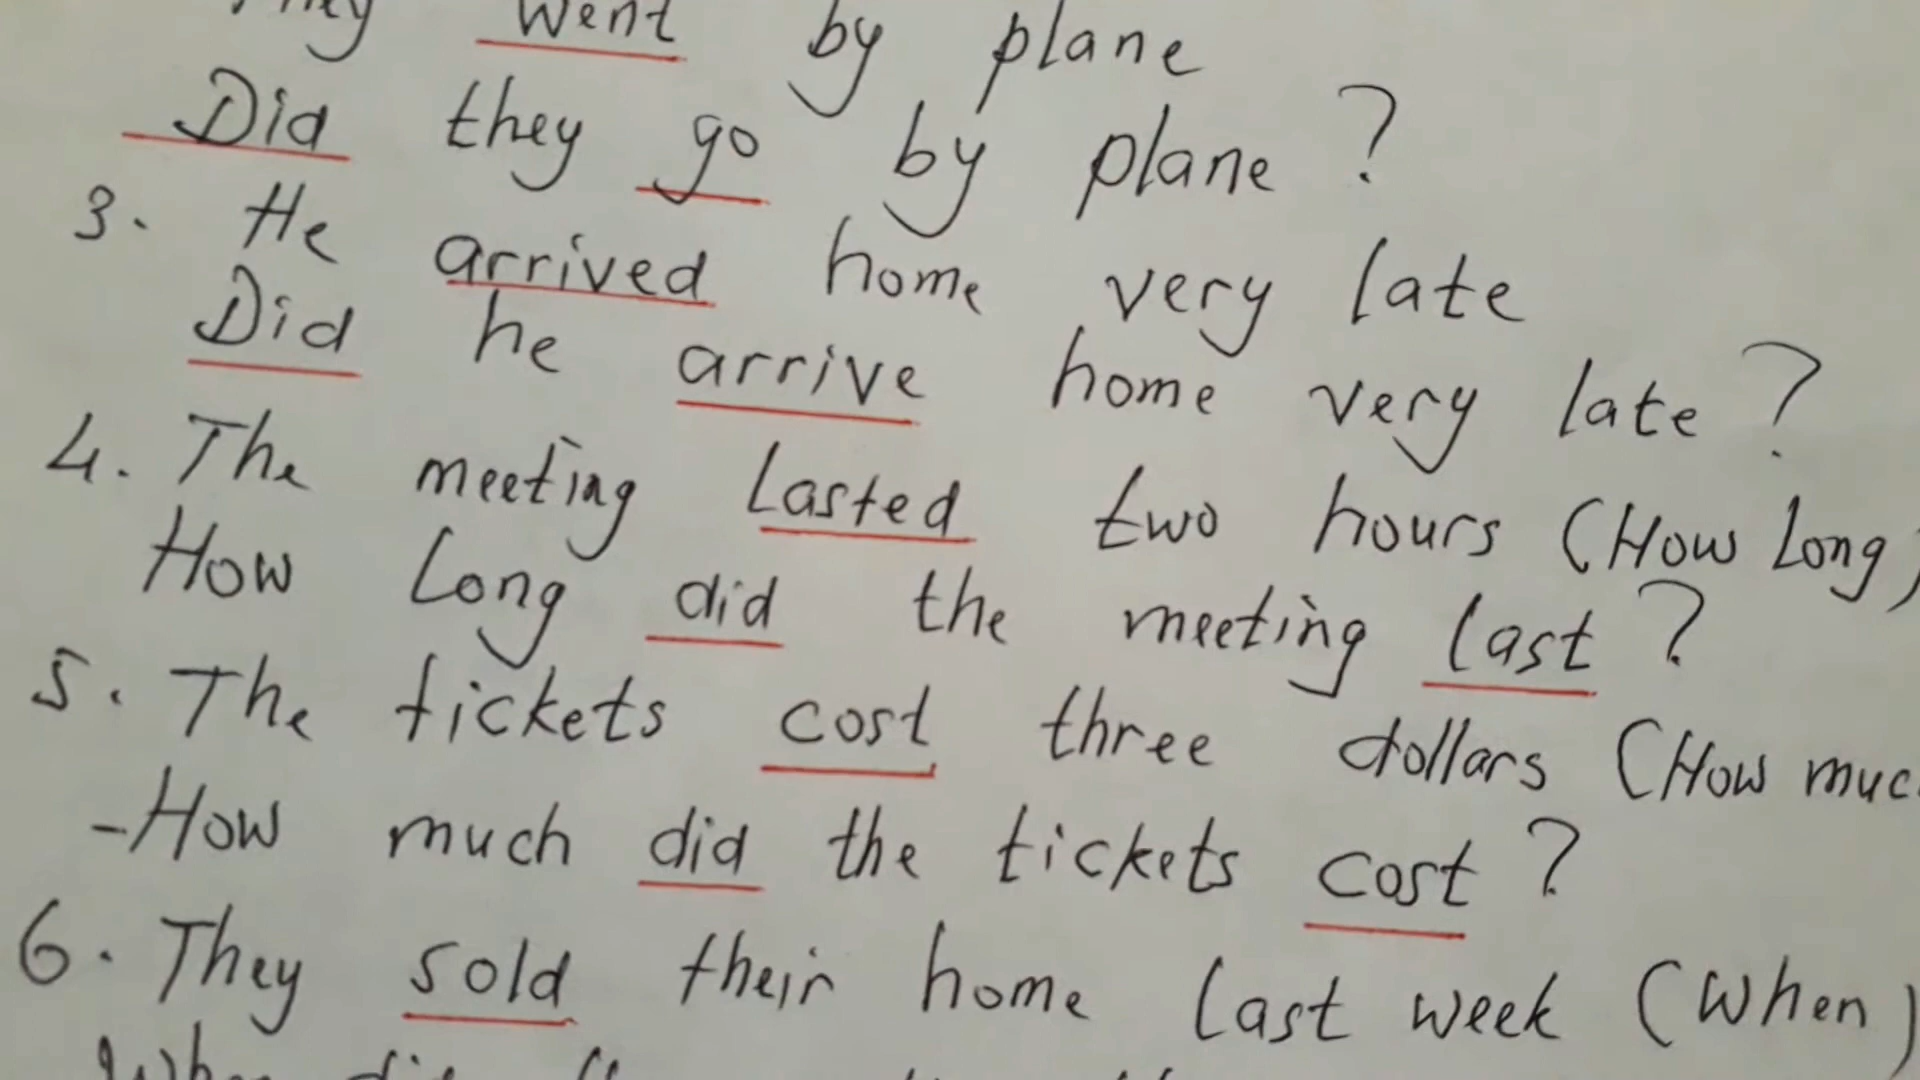 They went by plane
Did they go by plane ?
3. He arrived home very late
Did he arrive home very late ?
4. The meeting Lasted two hours (How Long)
How Long did the meeting last ?
5. The tickets cost three dollars (How muc
-How much did the tickets cost ?
6. They sold their home last week (When)